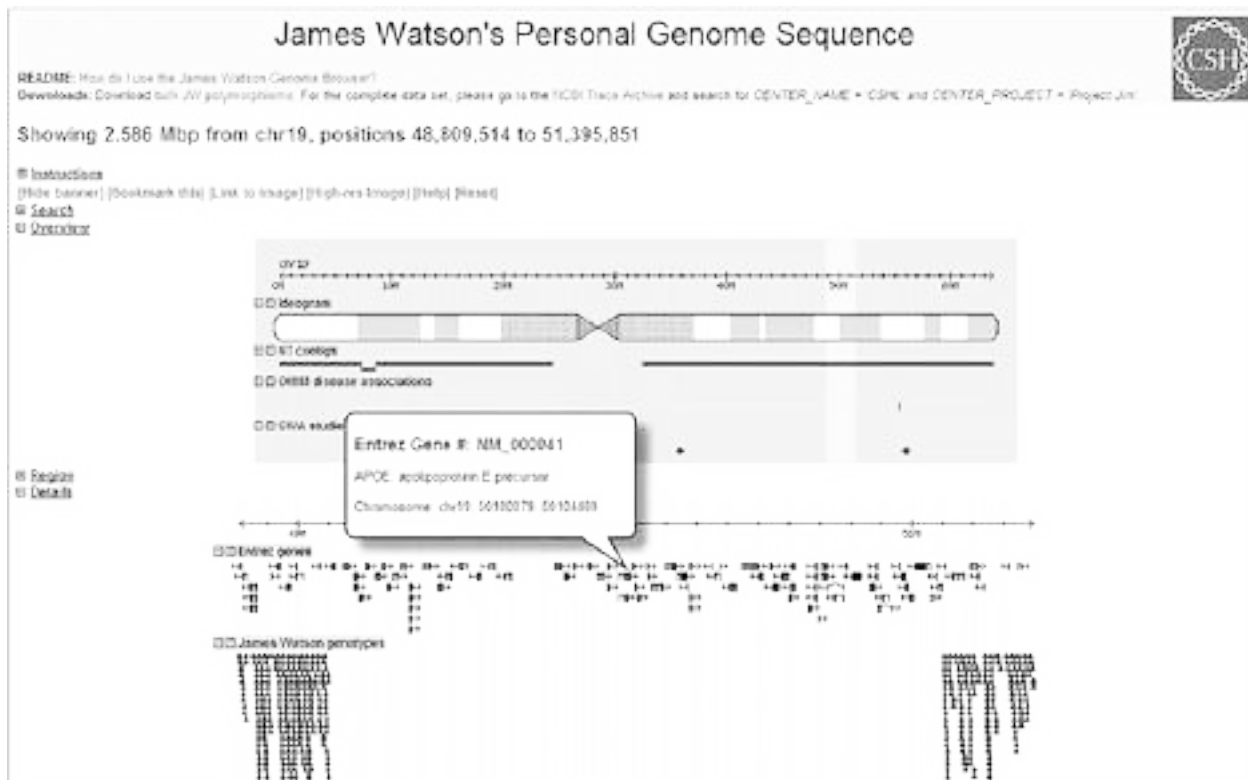 James Watson's Personal Genome Sequence
CSH
README: How do I use the James Watson Genome Browser?
Downloads: Download bulk JW polymorphisms. For the complete data set, please go to the NCBI Trace Archive and search for CENTER_NAME = 'CSHL' and CENTER_PROJECT = 'Project Jim'
Showing 2.586 Mbp from chr19, positions 48,809,514 to 51,395,851
Instructions
[Hide banner] [Bookmark this] [Link to Image] [High-res Image] [Help] [Reset]
Search
Overview
Ideogram
NT contigs
OMIM disease associations
Entrez Gene #: NM_000041
APOE: apolipoprotein E precursor
Chromosome: chr19
Region
Details
Entrez genes
James Watson genotypes